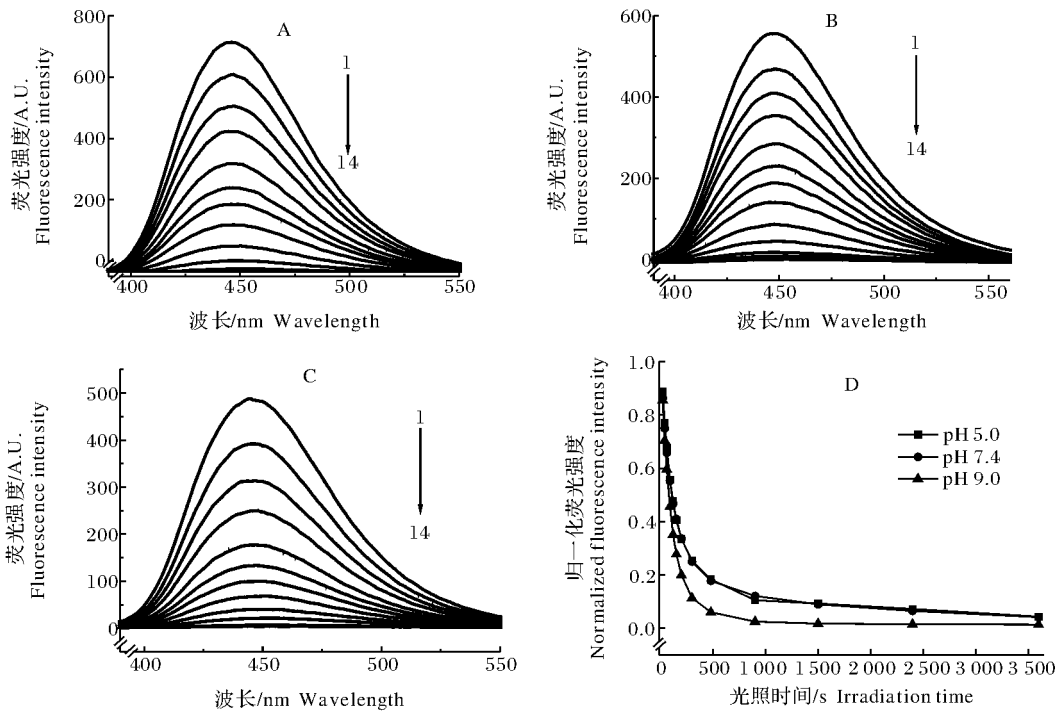 A
800
600
400
200
0
荧光强度/A.U.
Fluorescence intensity
1
14
400 450 500 550
波长/nm Wavelength
B
600
400
200
0
荧光强度/A.U.
Fluorescence intensity
1
14
400 450 500 550
波长/nm Wavelength
C
500
400
300
200
100
0
荧光强度/A.U.
Fluorescence intensity
1
14
400 450 500 550
波长/nm Wavelength
D
1.0
0.8
0.6
0.4
0.2
0.0
归一化荧光强度
Normalized fluorescence intensity
pH 5.0
pH 7.4
pH 9.0
0 500 1 000 1 500 2 000 2 500 3 000 3 500
光照时间/s Irradiation time